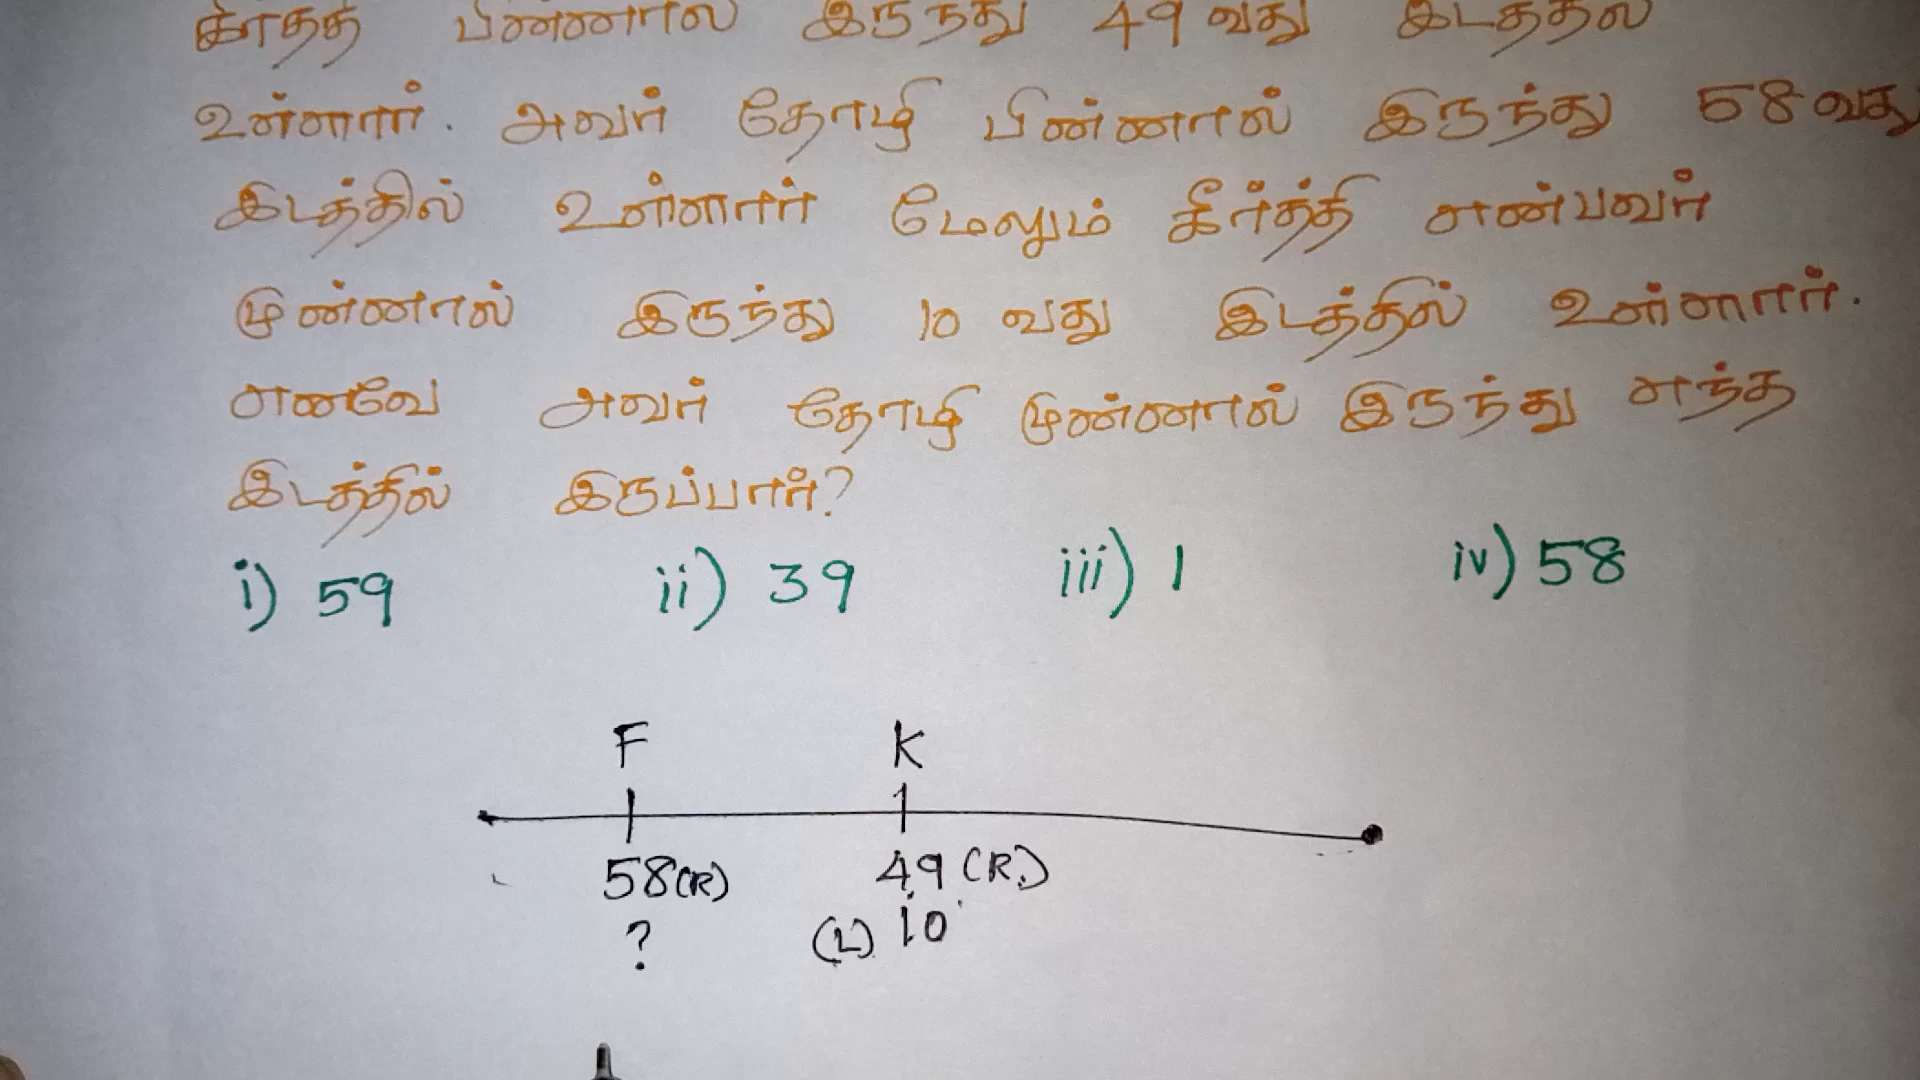 பின்னால் இருந்து 49 வது இடத்தில்
உள்ளார். அவர் தோழி பின்னால் இருந்து 58 வது
இடத்தில் உள்ளார் மேலும் கீர்த்தி என்பவர்
முன்னால் இருந்து 10 வது இடத்தில் உள்ளார்.
எனவே அவர் தோழி முன்னால் இருந்து எந்த
இடத்தில் இருப்பார்?
i) 59 ii) 39 iii) 1 iv) 58
F K
58(R) 49 (R)
? (L) 10